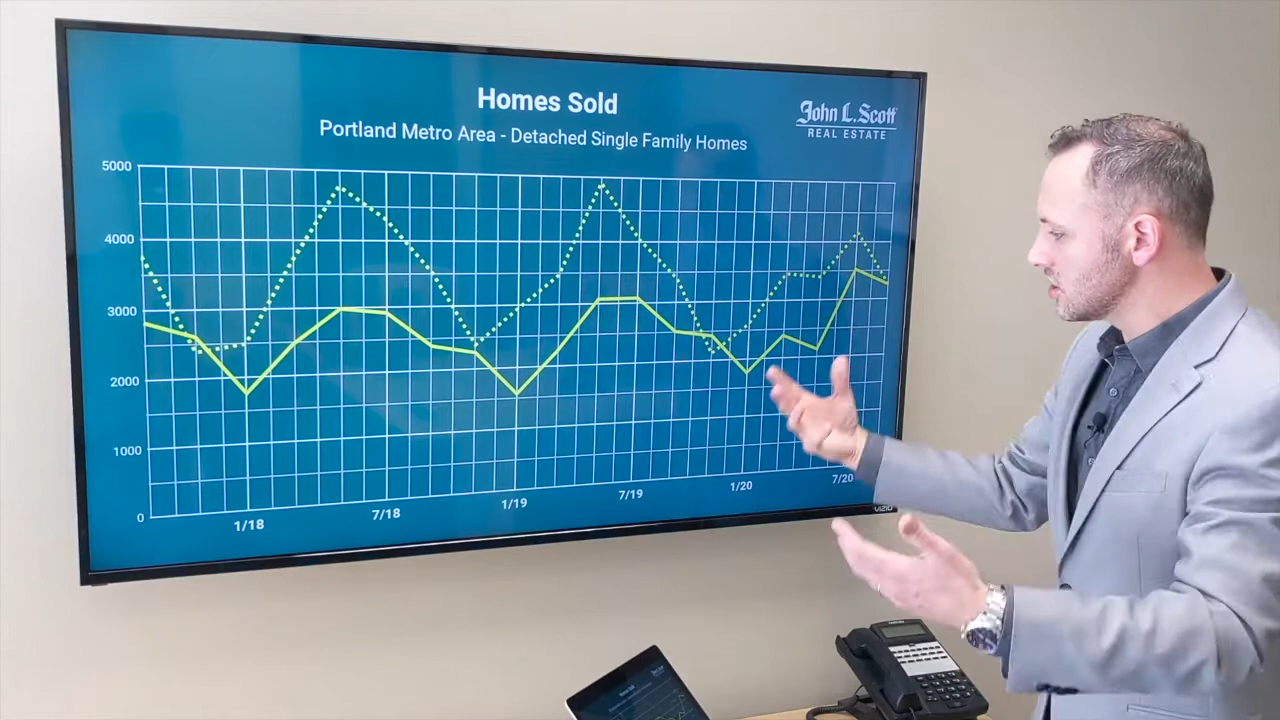 Homes Sold
Portland Metro Area - Detached Single Family Homes
John L. Scott
REAL ESTATE
5000
4000
3000
2000
1000
0
1/18
7/18
1/19
7/19
1/20
7/20
VIZIO